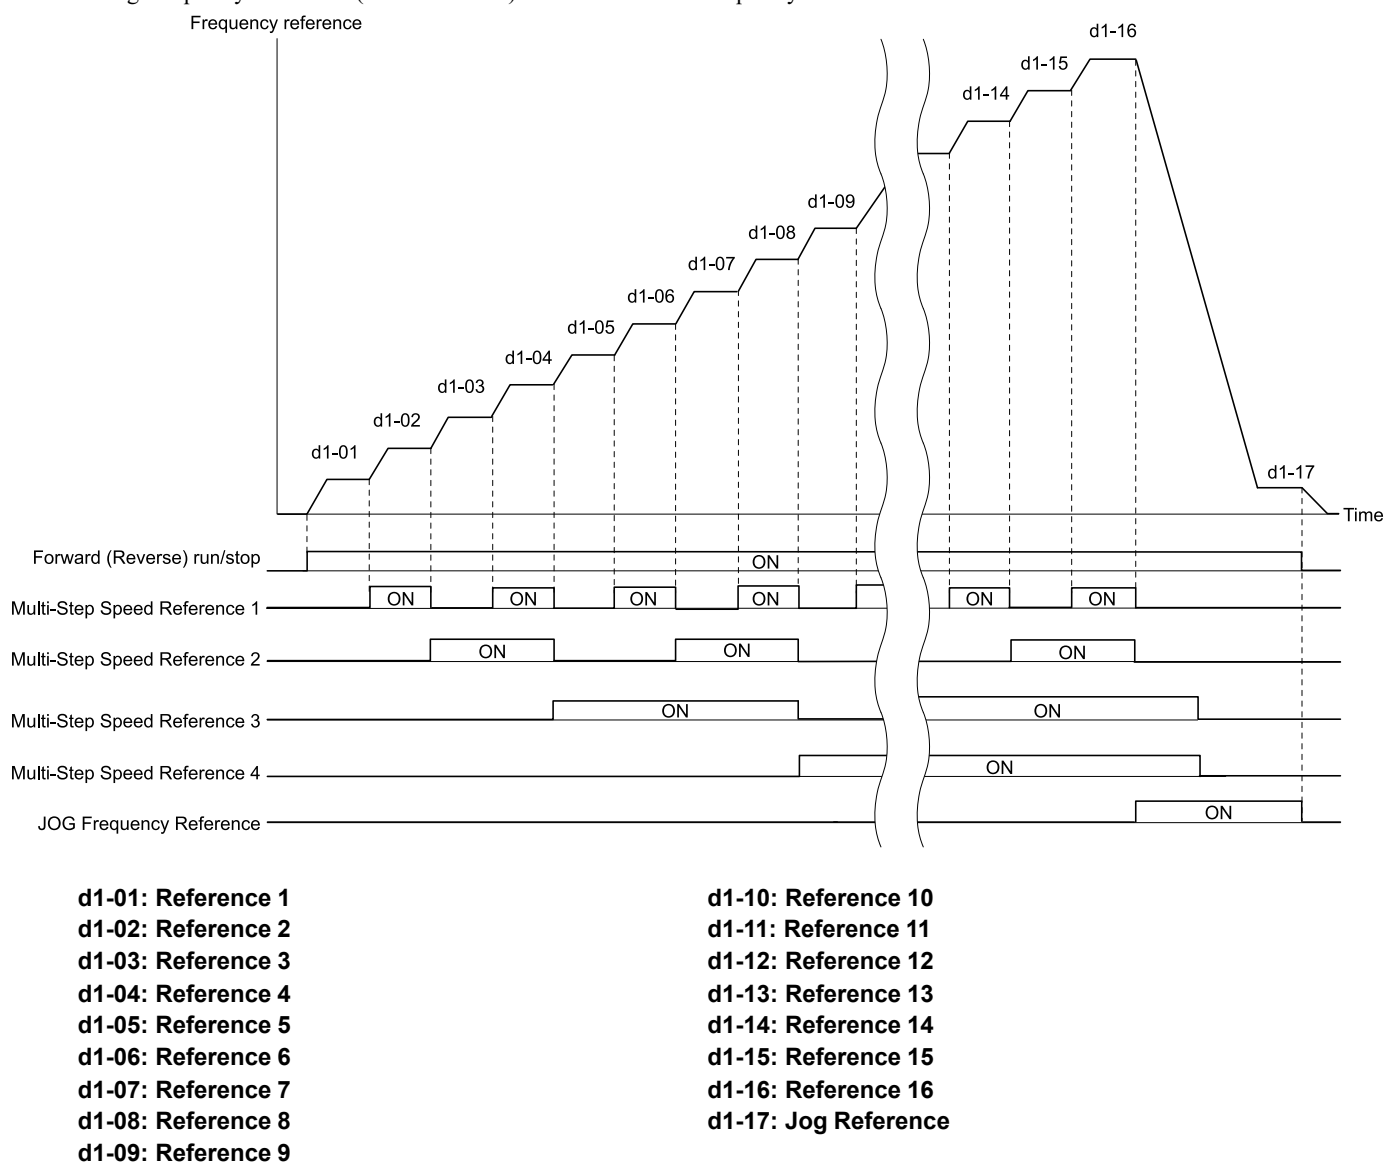 Frequency reference
d1-16
d1-15
d1-14
d1-09
d1-08
d1-07
d1-06
d1-05
d1-04
d1-03
d1-02
d1-01
d1-17
Time
Forward (Reverse) run/stop
ON
Multi-Step Speed Reference 1
ON ON ON ON ON ON
Multi-Step Speed Reference 2
ON ON ON
Multi-Step Speed Reference 3
ON ON
Multi-Step Speed Reference 4
ON
JOG Frequency Reference
ON
d1-01: Reference 1
d1-02: Reference 2
d1-03: Reference 3
d1-04: Reference 4
d1-05: Reference 5
d1-06: Reference 6
d1-07: Reference 7
d1-08: Reference 8
d1-09: Reference 9
d1-10: Reference 10
d1-11: Reference 11
d1-12: Reference 12
d1-13: Reference 13
d1-14: Reference 14
d1-15: Reference 15
d1-16: Reference 16
d1-17: Jog Reference